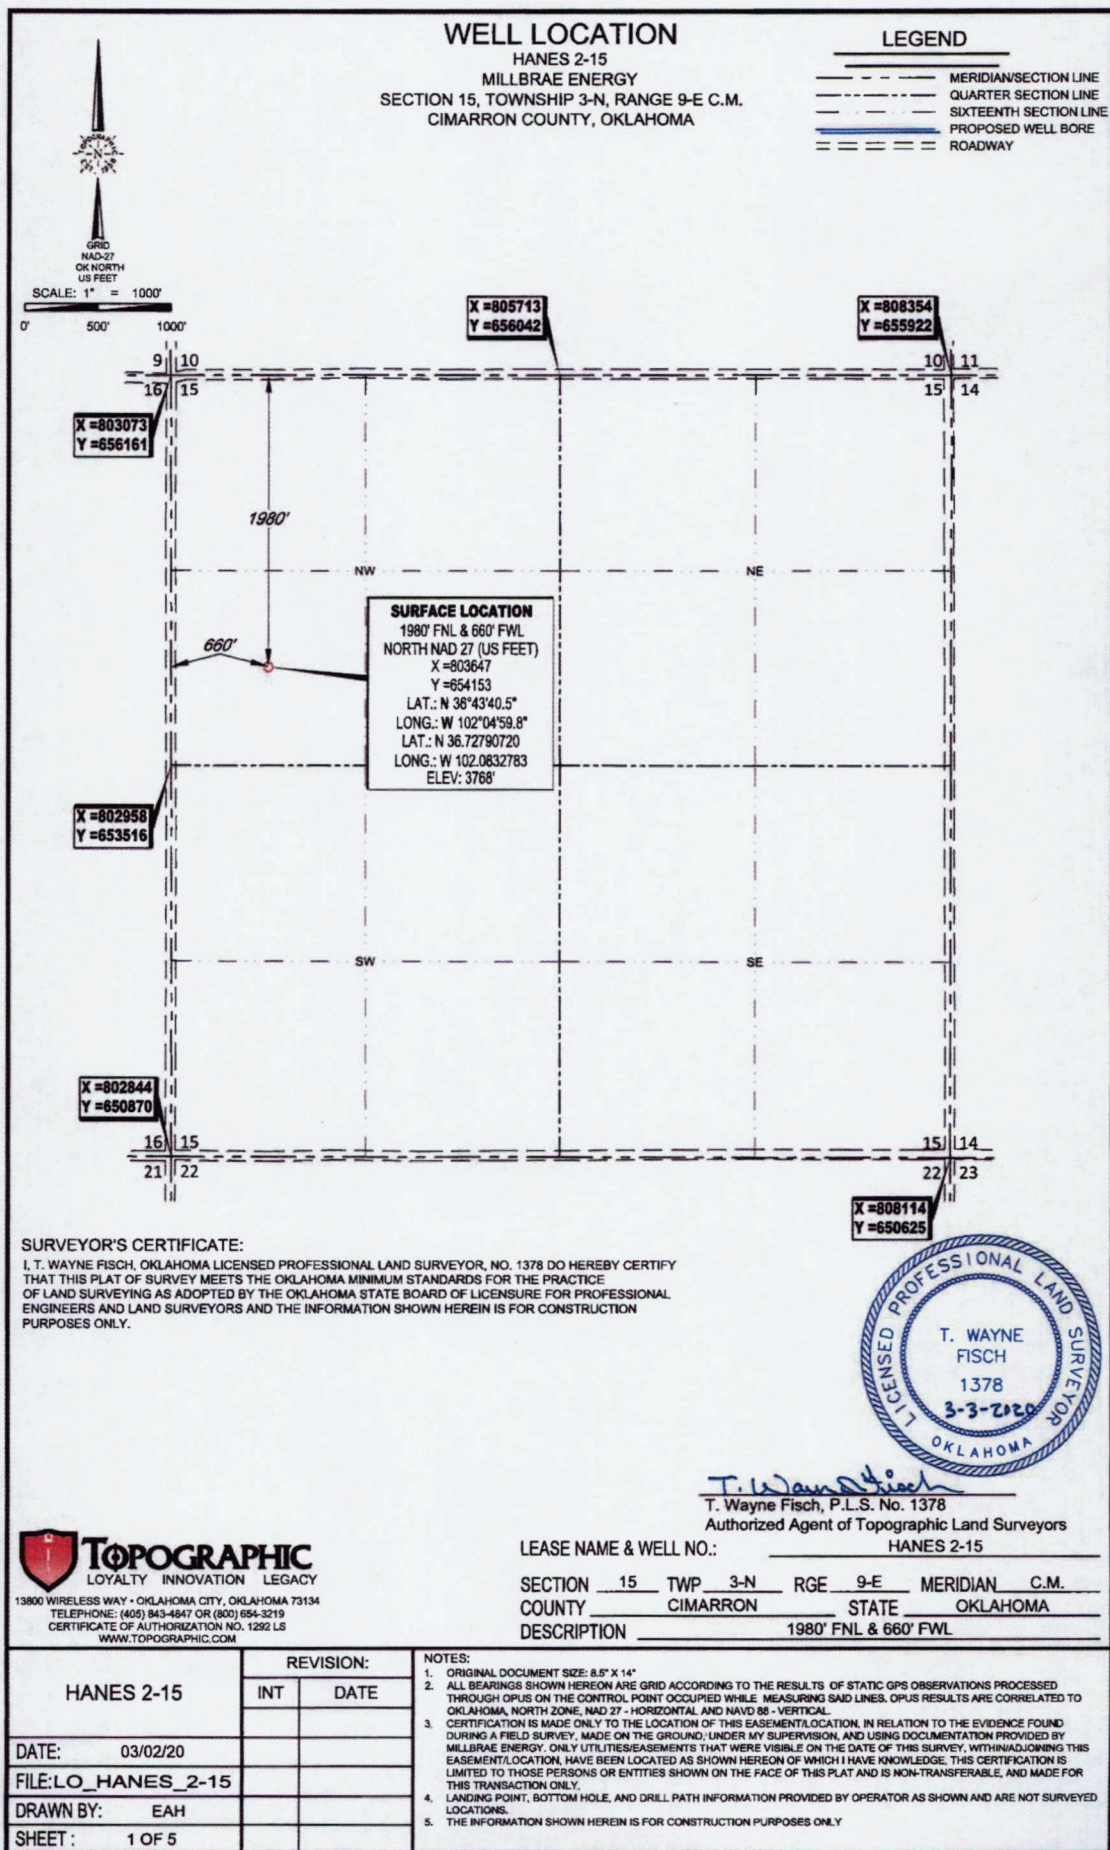 WELL LOCATION
HANES 2-15
MILLBRAE ENERGY
SECTION 15, TOWNSHIP 3-N, RANGE 9-E C.M.
CIMARRON COUNTY, OKLAHOMA
LEGEND
MERIDIAN/SECTION LINE
QUARTER SECTION LINE
SIXTEENTH SECTION LINE
PROPOSED WELL BORE
ROADWAY
TOPOGRAPHIC
N
GRID
NAD-27
OK NORTH
US FEET
SCALE: 1" = 1000'
0' 500' 1000'
X =805713
Y =656042
X =808354
Y =655922
9 10
16 15
10 11
15 14
X =803073
Y =656161
1980'
NW
NE
660'
SURFACE LOCATION
1980' FNL & 660' FWL
NORTH NAD 27 (US FEET)
X =803647
Y =654153
LAT.: N 36°43'40.5"
LONG.: W 102°04'59.8"
LAT.: N 36.72790720
LONG.: W 102.0832783
ELEV: 3768'
X =802958
Y =653516
SW
SE
X =802844
Y =650870
16 15
21 22
15 14
22 23
X =808114
Y =650625
SURVEYOR'S CERTIFICATE:
I, T. WAYNE FISCH, OKLAHOMA LICENSED PROFESSIONAL LAND SURVEYOR, NO. 1378 DO HEREBY CERTIFY
THAT THIS PLAT OF SURVEY MEETS THE OKLAHOMA MINIMUM STANDARDS FOR THE PRACTICE
OF LAND SURVEYING AS ADOPTED BY THE OKLAHOMA STATE BOARD OF LICENSURE FOR PROFESSIONAL
ENGINEERS AND LAND SURVEYORS AND THE INFORMATION SHOWN HEREIN IS FOR CONSTRUCTION
PURPOSES ONLY.
LICENSED PROFESSIONAL LAND SURVEYOR
T. WAYNE
FISCH
1378
3-3-2020
OKLAHOMA
T. Wayne Fisch
T. Wayne Fisch, P.L.S. No. 1378
Authorized Agent of Topographic Land Surveyors
TOPOGRAPHIC
LOYALTY INNOVATION LEGACY
13800 WIRELESS WAY • OKLAHOMA CITY, OKLAHOMA 73134
TELEPHONE: (405) 843-4847 OR (800) 654-3219
CERTIFICATE OF AUTHORIZATION NO. 1292 LS
WWW.TOPOGRAPHIC.COM
LEASE NAME & WELL NO.: HANES 2-15
SECTION 15 TWP 3-N RGE 9-E MERIDIAN C.M.
COUNTY CIMARRON STATE OKLAHOMA
DESCRIPTION 1980' FNL & 660' FWL
HANES 2-15
REVISION:
INT DATE
DATE: 03/02/20
FILE:LO_HANES_2-15
DRAWN BY: EAH
SHEET : 1 OF 5
NOTES:
1. ORIGINAL DOCUMENT SIZE: 8.5" X 14"
2. ALL BEARINGS SHOWN HEREON ARE GRID ACCORDING TO THE RESULTS OF STATIC GPS OBSERVATIONS PROCESSED
THROUGH OPUS ON THE CONTROL POINT OCCUPIED WHILE MEASURING SAID LINES. OPUS RESULTS ARE CORRELATED TO
OKLAHOMA, NORTH ZONE, NAD 27 - HORIZONTAL AND NAVD 88 - VERTICAL.
3. CERTIFICATION IS MADE ONLY TO THE LOCATION OF THIS EASEMENT/LOCATION, IN RELATION TO THE EVIDENCE FOUND
DURING A FIELD SURVEY, MADE ON THE GROUND, UNDER MY SUPERVISION, AND USING DOCUMENTATION PROVIDED BY
MILLBRAE ENERGY. ONLY UTILITIES/EASEMENTS THAT WERE VISIBLE ON THE DATE OF THIS SURVEY, WITHIN/ADJOINING THIS
EASEMENT/LOCATION, HAVE BEEN LOCATED AS SHOWN HEREON OF WHICH I HAVE KNOWLEDGE. THIS CERTIFICATION IS
LIMITED TO THOSE PERSONS OR ENTITIES SHOWN ON THE FACE OF THIS PLAT AND IS NON-TRANSFERABLE, AND MADE FOR
THIS TRANSACTION ONLY.
4. LANDING POINT, BOTTOM HOLE, AND DRILL PATH INFORMATION PROVIDED BY OPERATOR AS SHOWN AND ARE NOT SURVEYED
LOCATIONS.
5. THE INFORMATION SHOWN HEREIN IS FOR CONSTRUCTION PURPOSES ONLY